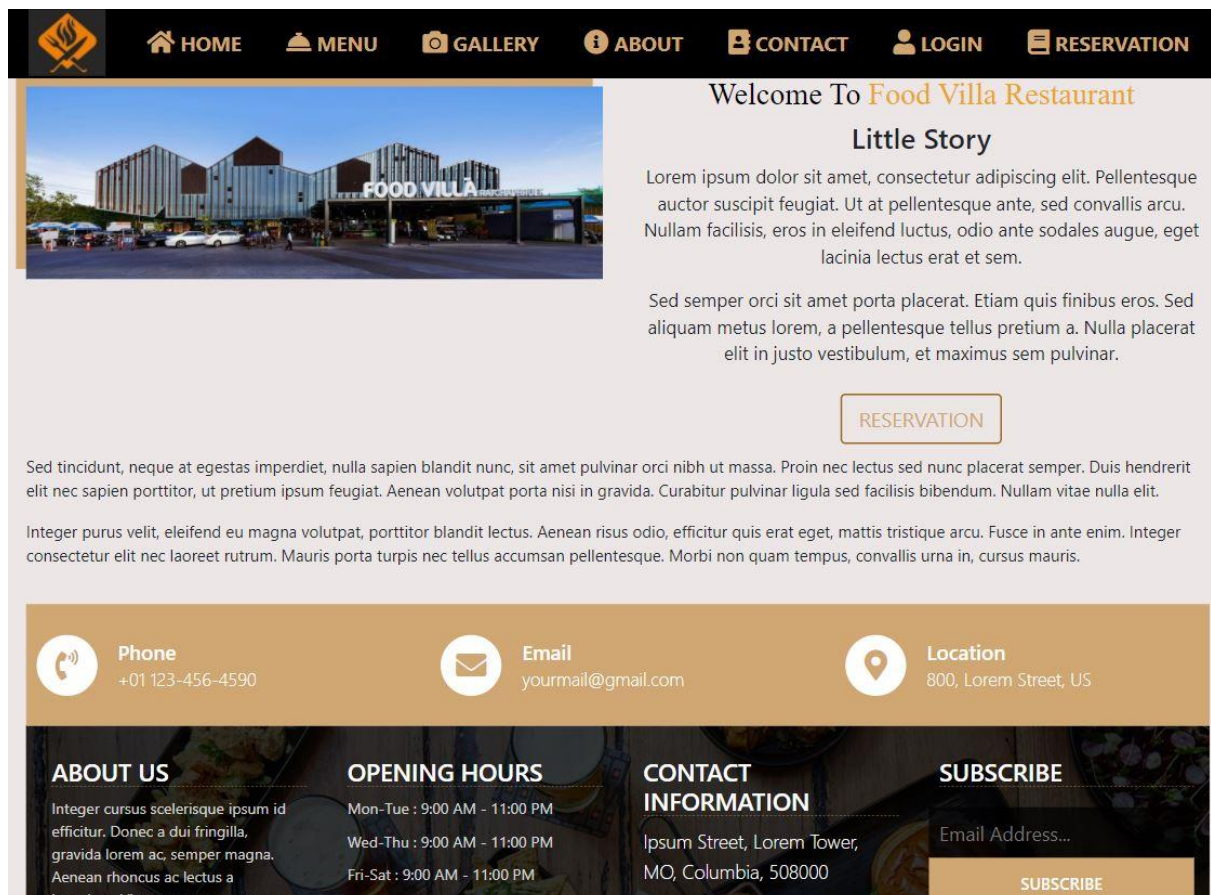 HOME MENU GALLERY ABOUT CONTACT LOGIN RESERVATION
FOOD VILLA
Welcome To Food Villa Restaurant
Little Story
Lorem ipsum dolor sit amet, consectetur adipiscing elit. Pellentesque
auctor suscipit feugiat. Ut at pellentesque ante, sed convallis arcu.
Nullam facilisis, eros in eleifend luctus, odio ante sodales augue, eget
lacinia lectus erat et sem.
Sed semper orci sit amet porta placerat. Etiam quis finibus eros. Sed
aliquam metus lorem, a pellentesque tellus pretium a. Nulla placerat
elit in justo vestibulum, et maximus sem pulvinar.
RESERVATION
Sed tincidunt, neque at egestas imperdiet, nulla sapien blandit nunc, sit amet pulvinar orci nibh ut massa. Proin nec lectus sed nunc placerat semper. Duis hendrerit
elit nec sapien porttitor, ut pretium ipsum feugiat. Aenean volutpat porta nisi in gravida. Curabitur pulvinar ligula sed facilisis bibendum. Nullam vitae nulla elit.
Integer purus velit, eleifend eu magna volutpat, porttitor blandit lectus. Aenean risus odio, efficitur quis erat eget, mattis tristique arcu. Fusce in ante enim. Integer
consectetur elit nec laoreet rutrum. Mauris porta turpis nec tellus accumsan pellentesque. Morbi non quam tempus, convallis urna in, cursus mauris.
Phone
+01 123-456-4590
Email
yourmail@gmail.com
Location
800, Lorem Street, US
ABOUT US
Integer cursus scelerisque ipsum id
efficitur. Donec a dui fringilla,
gravida lorem ac, semper magna.
Aenean rhoncus ac lectus a
OPENING HOURS
Mon-Tue : 9:00 AM - 11:00 PM
Wed-Thu : 9:00 AM - 11:00 PM
Fri-Sat : 9:00 AM - 11:00 PM
CONTACT
INFORMATION
Ipsum Street, Lorem Tower,
MO, Columbia, 508000
SUBSCRIBE
Email Address...
SUBSCRIBE